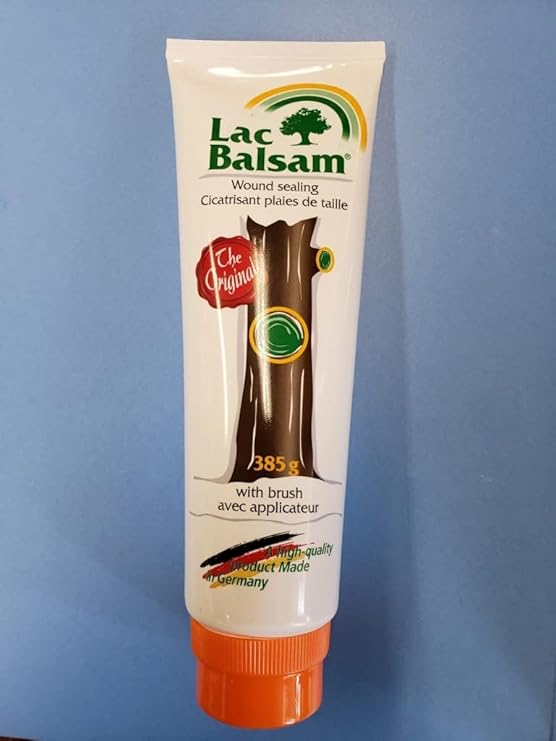 Lac
Balsam®
Wound sealing
Cicatrisant plaies de taille
The
Original
385 g
with brush
avec applicateur
A high-quality
product Made
in Germany